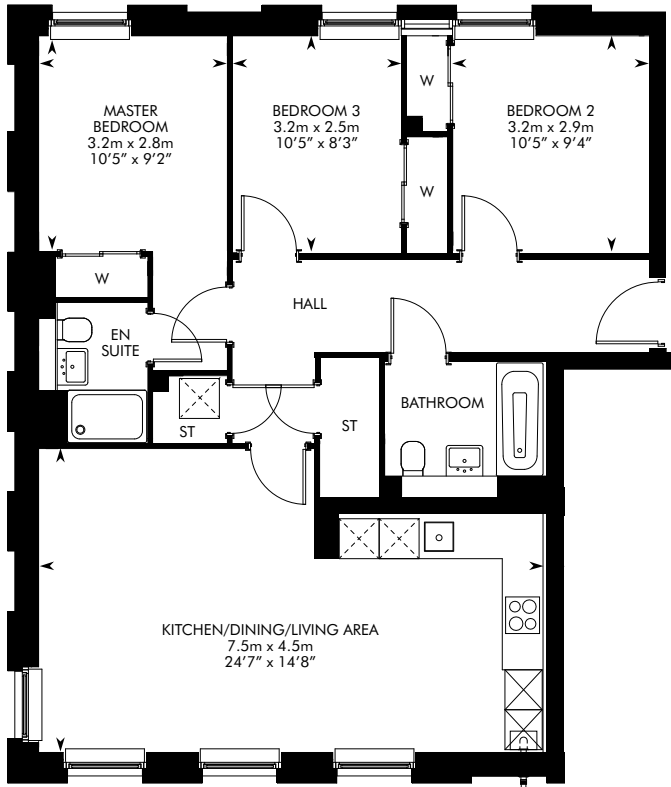 MASTER
BEDROOM
3.2m x 2.8m
10’5” x 9’2”
BEDROOM 3
3.2m x 2.5m
10’5” x 8’3”
W
BEDROOM 2
3.2m x 2.9m
10’5” x 9’4”
W
W
HALL
EN
SUITE
ST
ST
BATHROOM
KITCHEN/DINING/LIVING AREA
7.5m x 4.5m
24’7” x 14’8”